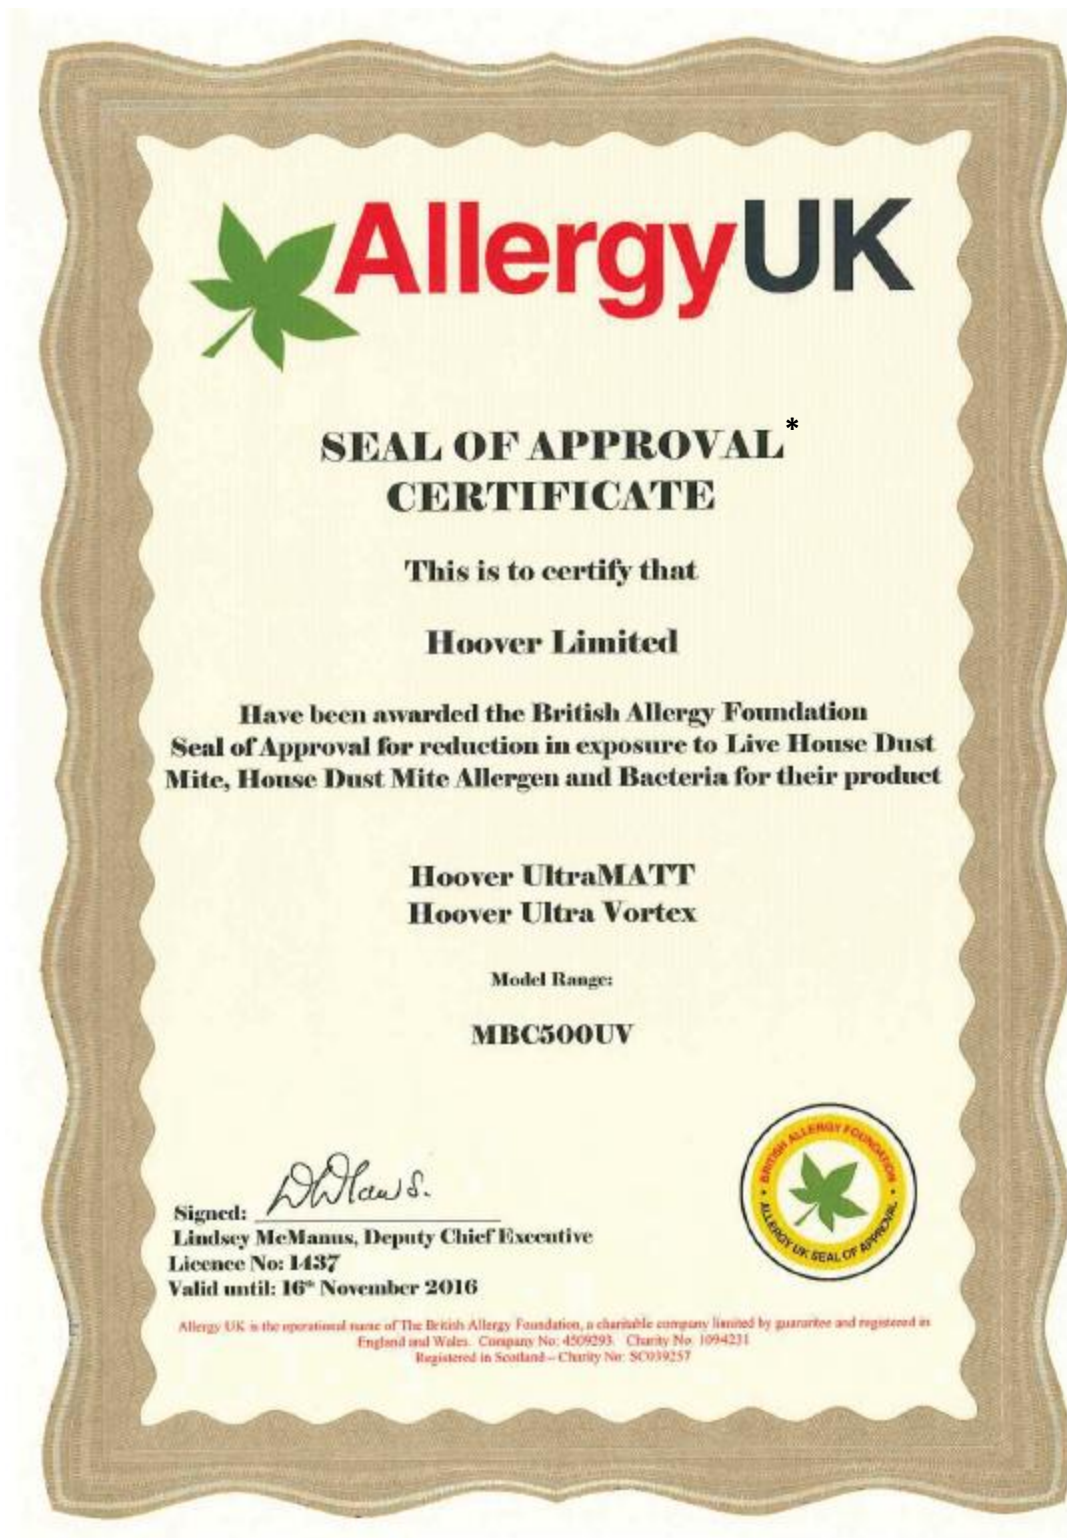 AllergyUK
SEAL OF APPROVAL*
CERTIFICATE
This is to certify that
Hoover Limited
Have been awarded the British Allergy Foundation
Seal of Approval for reduction in exposure to Live House Dust
Mite, House Dust Mite Allergen and Bacteria for their product
Hoover UltraMATT
Hoover Ultra Vortex
Model Range:
MBC500UV
BRITISH ALLERGY FOUNDATION
ALLERGY UK SEAL OF APPROVAL
Signed:
Lindsey McManus, Deputy Chief Executive
Licence No: 1437
Valid until: 16th November 2016
Allergy UK is the operational name of The British Allergy Foundation, a charitable company limited by guarantee and registered in
England and Wales. Company No: 4509293. Charity No. 1094231
Registered in Scotland – Charity No: SC039257